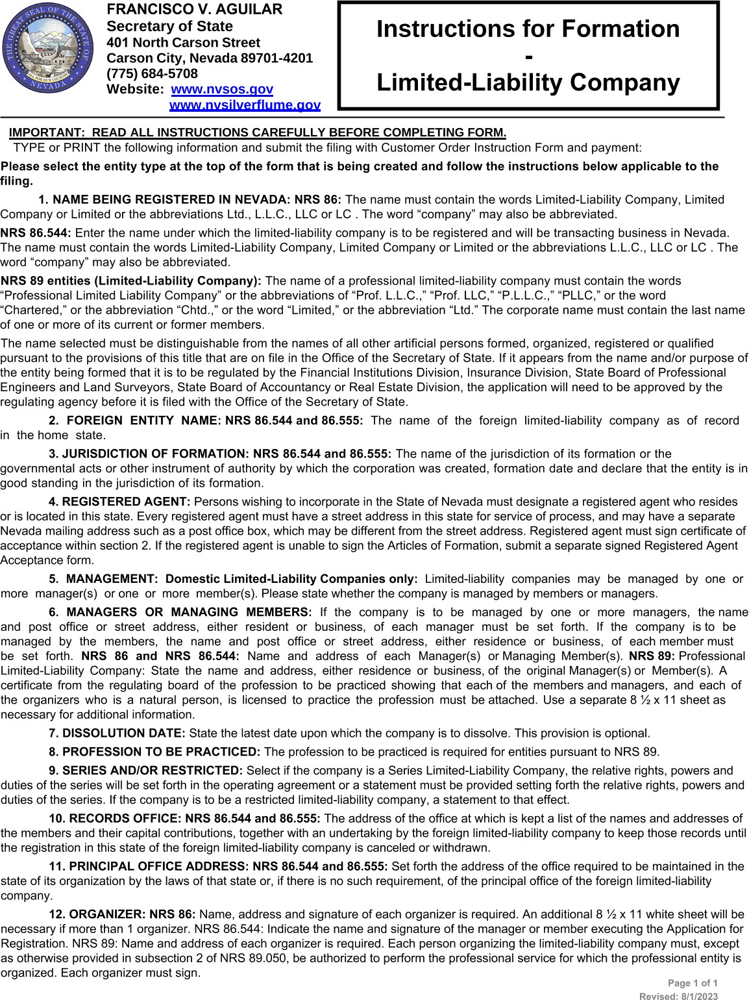 THE GREAT SEAL OF THE STATE OF
ALL FOR OUR COUNTRY
NEVADA
FRANCISCO V. AGUILAR
Secretary of State
401 North Carson Street
Carson City, Nevada 89701-4201
(775) 684-5708
Website: www.nvsos.gov
www.nvsilverflume.gov
Instructions for Formation
-
Limited-Liability Company
IMPORTANT: READ ALL INSTRUCTIONS CAREFULLY BEFORE COMPLETING FORM.
TYPE or PRINT the following information and submit the filing with Customer Order Instruction Form and payment:
Please select the entity type at the top of the form that is being created and follow the instructions below applicable to the
filing.
1. NAME BEING REGISTERED IN NEVADA: NRS 86: The name must contain the words Limited-Liability Company, Limited
Company or Limited or the abbreviations Ltd., L.L.C., LLC or LC . The word “company” may also be abbreviated.
NRS 86.544: Enter the name under which the limited-liability company is to be registered and will be transacting business in Nevada.
The name must contain the words Limited-Liability Company, Limited Company or Limited or the abbreviations L.L.C., LLC or LC . The
word “company” may also be abbreviated.
NRS 89 entities (Limited-Liability Company): The name of a professional limited-liability company must contain the words
“Professional Limited Liability Company” or the abbreviations of “Prof. L.L.C.,” “Prof. LLC,” “P.L.L.C.,” “PLLC,” or the word
“Chartered,” or the abbreviation “Chtd.,” or the word “Limited,” or the abbreviation “Ltd.” The corporate name must contain the last name
of one or more of its current or former members.
The name selected must be distinguishable from the names of all other artificial persons formed, organized, registered or qualified
pursuant to the provisions of this title that are on file in the Office of the Secretary of State. If it appears from the name and/or purpose of
the entity being formed that it is to be regulated by the Financial Institutions Division, Insurance Division, State Board of Professional
Engineers and Land Surveyors, State Board of Accountancy or Real Estate Division, the application will need to be approved by the
regulating agency before it is filed with the Office of the Secretary of State.
2. FOREIGN ENTITY NAME: NRS 86.544 and 86.555: The name of the foreign limited-liability company as of record
in the home state.
3. JURISDICTION OF FORMATION: NRS 86.544 and 86.555: The name of the jurisdiction of its formation or the
governmental acts or other instrument of authority by which the corporation was created, formation date and declare that the entity is in
good standing in the jurisdiction of its formation.
4. REGISTERED AGENT: Persons wishing to incorporate in the State of Nevada must designate a registered agent who resides
or is located in this state. Every registered agent must have a street address in this state for service of process, and may have a separate
Nevada mailing address such as a post office box, which may be different from the street address. Registered agent must sign certificate of
acceptance within section 2. If the registered agent is unable to sign the Articles of Formation, submit a separate signed Registered Agent
Acceptance form.
5. MANAGEMENT: Domestic Limited-Liability Companies only: Limited-liability companies may be managed by one or
more manager(s) or one or more member(s). Please state whether the company is managed by members or managers.
6. MANAGERS OR MANAGING MEMBERS: If the company is to be managed by one or more managers, the name
and post office or street address, either resident or business, of each manager must be set forth. If the company is to be
managed by the members, the name and post office or street address, either residence or business, of each member must
be set forth. NRS 86 and NRS 86.544: Name and address of each Manager(s) or Managing Member(s). NRS 89: Professional
Limited-Liability Company: State the name and address, either residence or business, of the original Manager(s) or Member(s). A
certificate from the regulating board of the profession to be practiced showing that each of the members and managers, and each of
the organizers who is a natural person, is licensed to practice the profession must be attached. Use a separate 8 ½ x 11 sheet as
necessary for additional information.
7. DISSOLUTION DATE: State the latest date upon which the company is to dissolve. This provision is optional.
8. PROFESSION TO BE PRACTICED: The profession to be practiced is required for entities pursuant to NRS 89.
9. SERIES AND/OR RESTRICTED: Select if the company is a Series Limited-Liability Company, the relative rights, powers and
duties of the series will be set forth in the operating agreement or a statement must be provided setting forth the relative rights, powers and
duties of the series. If the company is to be a restricted limited-liability company, a statement to that effect.
10. RECORDS OFFICE: NRS 86.544 and 86.555: The address of the office at which is kept a list of the names and addresses of
the members and their capital contributions, together with an undertaking by the foreign limited-liability company to keep those records until
the registration in this state of the foreign limited-liability company is canceled or withdrawn.
11. PRINCIPAL OFFICE ADDRESS: NRS 86.544 and 86.555: Set forth the address of the office required to be maintained in the
state of its organization by the laws of that state or, if there is no such requirement, of the principal office of the foreign limited-liability
company.
12. ORGANIZER: NRS 86: Name, address and signature of each organizer is required. An additional 8 ½ x 11 white sheet will be
necessary if more than 1 organizer. NRS 86.544: Indicate the name and signature of the manager or member executing the Application for
Registration. NRS 89: Name and address of each organizer is required. Each person organizing the limited-liability company must, except
as otherwise provided in subsection 2 of NRS 89.050, be authorized to perform the professional service for which the professional entity is
organized. Each organizer must sign.
Page 1 of 1
Revised: 8/1/2023